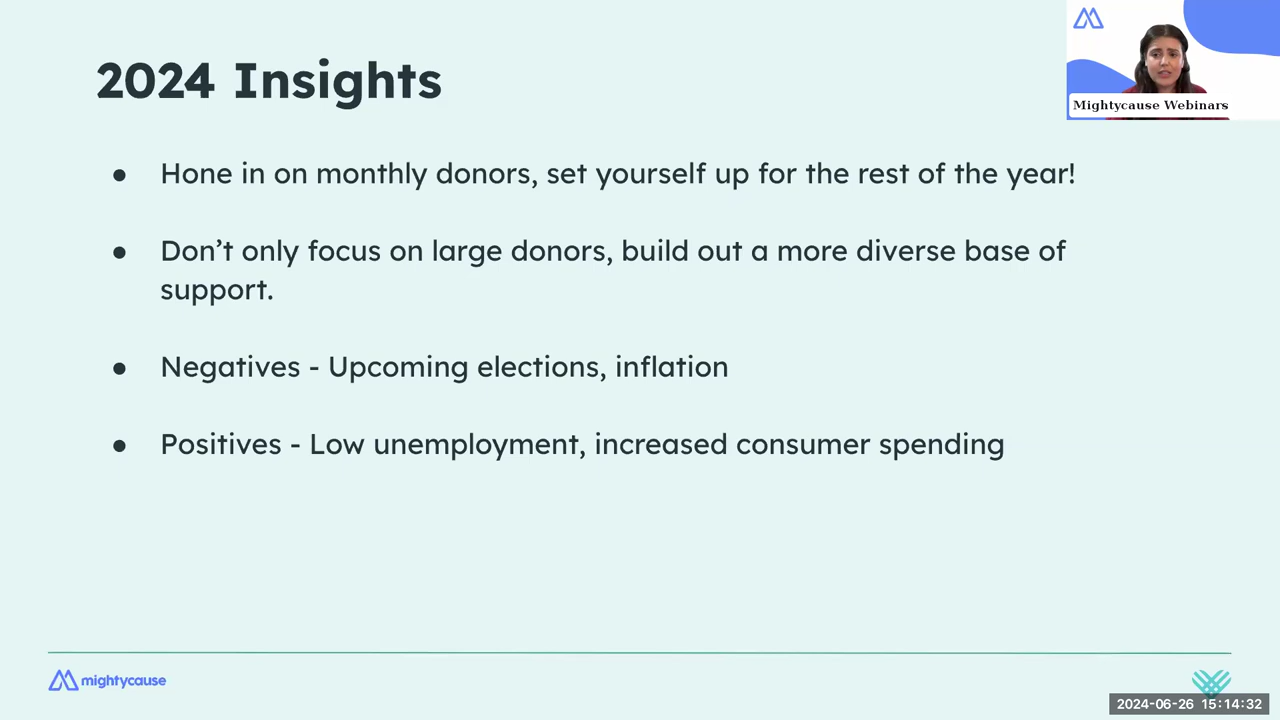 2024 Insights
Mightycause Webinars
● Hone in on monthly donors, set yourself up for the rest of the year!
● Don’t only focus on large donors, build out a more diverse base of
support.
● Negatives - Upcoming elections, inflation
● Positives - Low unemployment, increased consumer spending
mightycause
2024-06-26 15:14:32